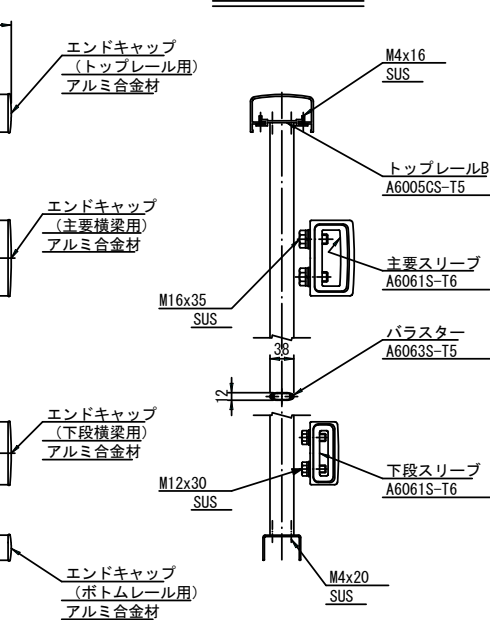 エンドキャップ
（トップレール用）
アルミ合金材
M4x16
SUS
トップレールB
A6005CS-T5
エンドキャップ
（主要横梁用）
アルミ合金材
主要スリーブ
A6061S-T6
M16x35
SUS
バラスター
A6063S-T5
38
12
エンドキャップ
（下段横梁用）
アルミ合金材
下段スリーブ
A6061S-T6
M12x30
SUS
エンドキャップ
（ボトムレール用）
アルミ合金材
M4x20
SUS